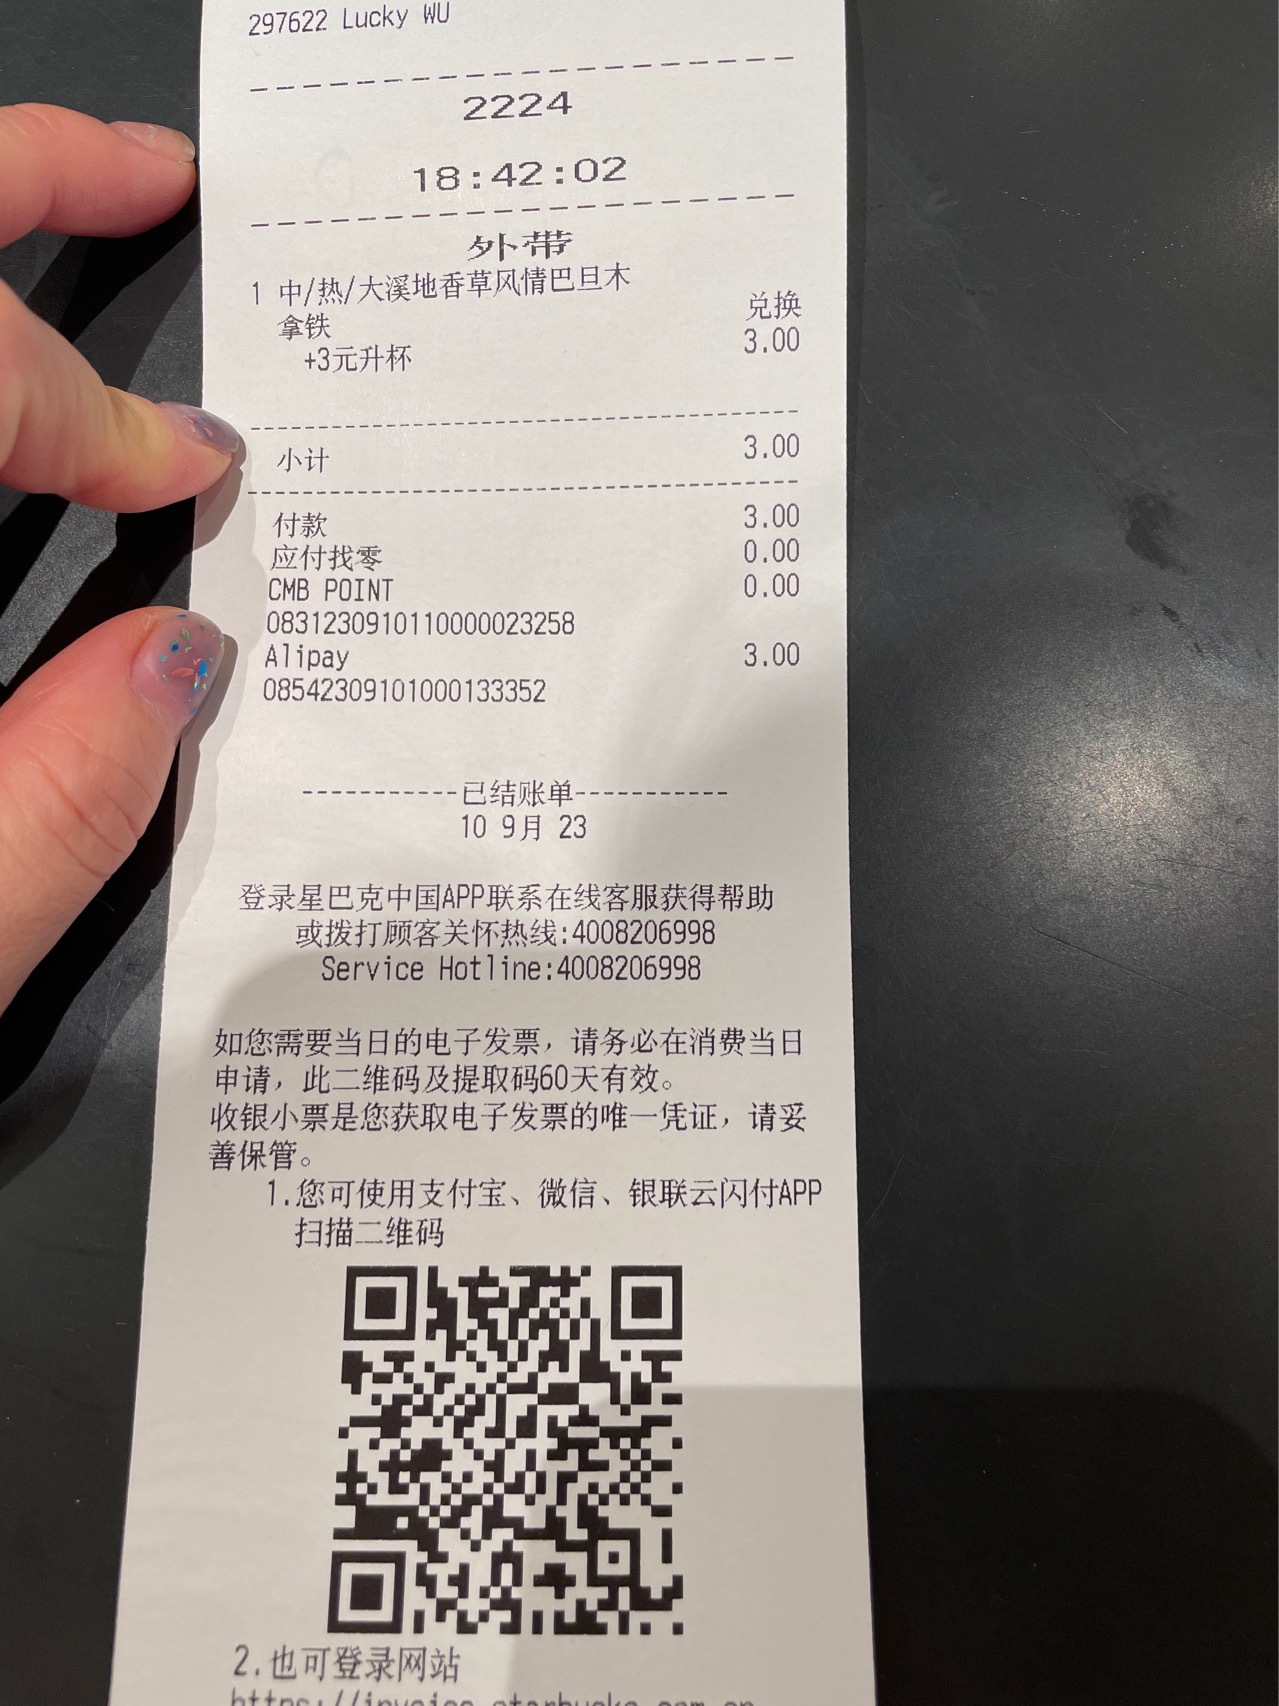 297622 Lucky WU
2224
18:42:02
外带
1 中/热/大溪地香草风情巴旦木
拿铁 兑换
+3元升杯 3.00
小计 3.00
付款 3.00
应付找零 0.00
CMB POINT 0.00
0831230910110000023258
Alipay 3.00
08542309101000133352
-----------已结账单-----------
10 9月 23
登录星巴克中国APP联系在线客服获得帮助
或拨打顾客关怀热线:4008206998
Service Hotline:4008206998
如您需要当日的电子发票，请务必在消费当日
申请，此二维码及提取码60天有效。
收银小票是您获取电子发票的唯一凭证，请妥
善保管。
1.您可使用支付宝、微信、银联云闪付APP
扫描二维码
2.也可登录网站
https://invoice.starbucks.com.cn